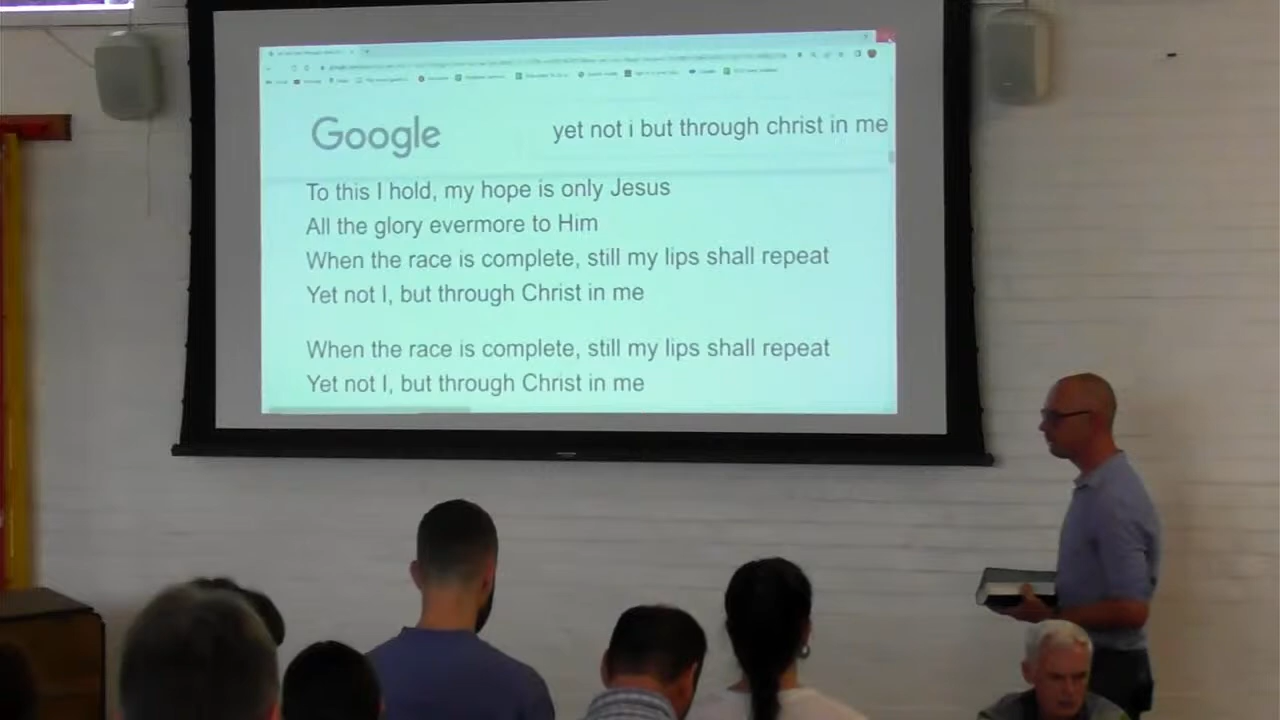 Google
yet not i but through christ in me
To this I hold, my hope is only Jesus
All the glory evermore to Him
When the race is complete, still my lips shall repeat
Yet not I, but through Christ in me
When the race is complete, still my lips shall repeat
Yet not I, but through Christ in me